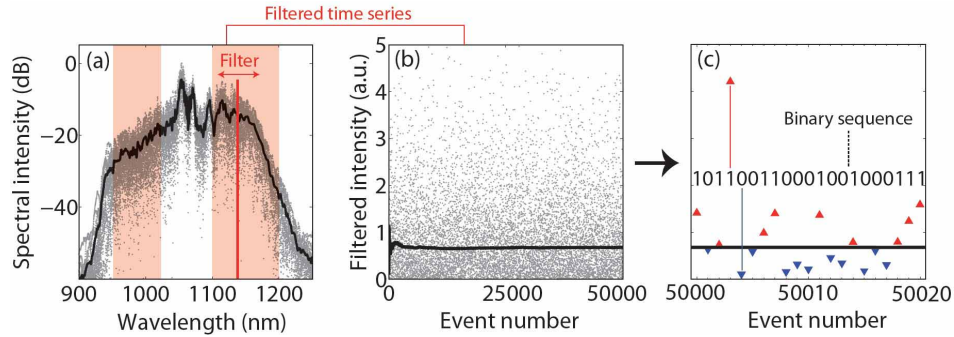 Filtered time series
(a)
Filter
Spectral intensity (dB)
0
−20
−40
900 1000 1100 1200
Wavelength (nm)
(b)
Filtered intensity (a.u.)
5
4
3
2
1
0
0 25000 50000
Event number
(c)
Binary sequence
101100110001001000111
50000 50010 50020
Event number